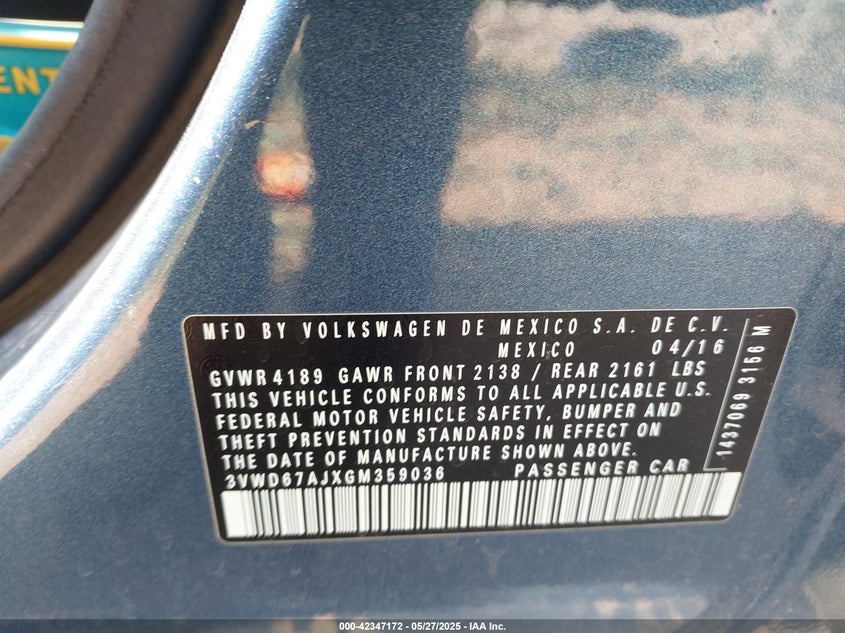 ENT
MFD BY VOLKSWAGEN DE MEXICO S.A. DE C.V.
MEXICO 04/16
GVWR 4189 GAWR FRONT 2138 / REAR 2161 LBS
THIS VEHICLE CONFORMS TO ALL APPLICABLE U.S.
FEDERAL MOTOR VEHICLE SAFETY, BUMPER AND
THEFT PREVENTION STANDARDS IN EFFECT ON
THE DATE OF MANUFACTURE SHOWN ABOVE.
3VWD67AJXGM359036 PASSENGER CAR
1437069 3156 M
000-42347172 — 05/27/2025 — IAA Inc.